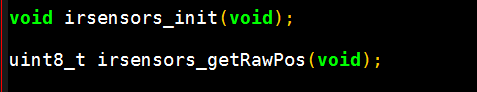 void irsensors_init(void);
uint8_t irsensors_getRawPos(void);